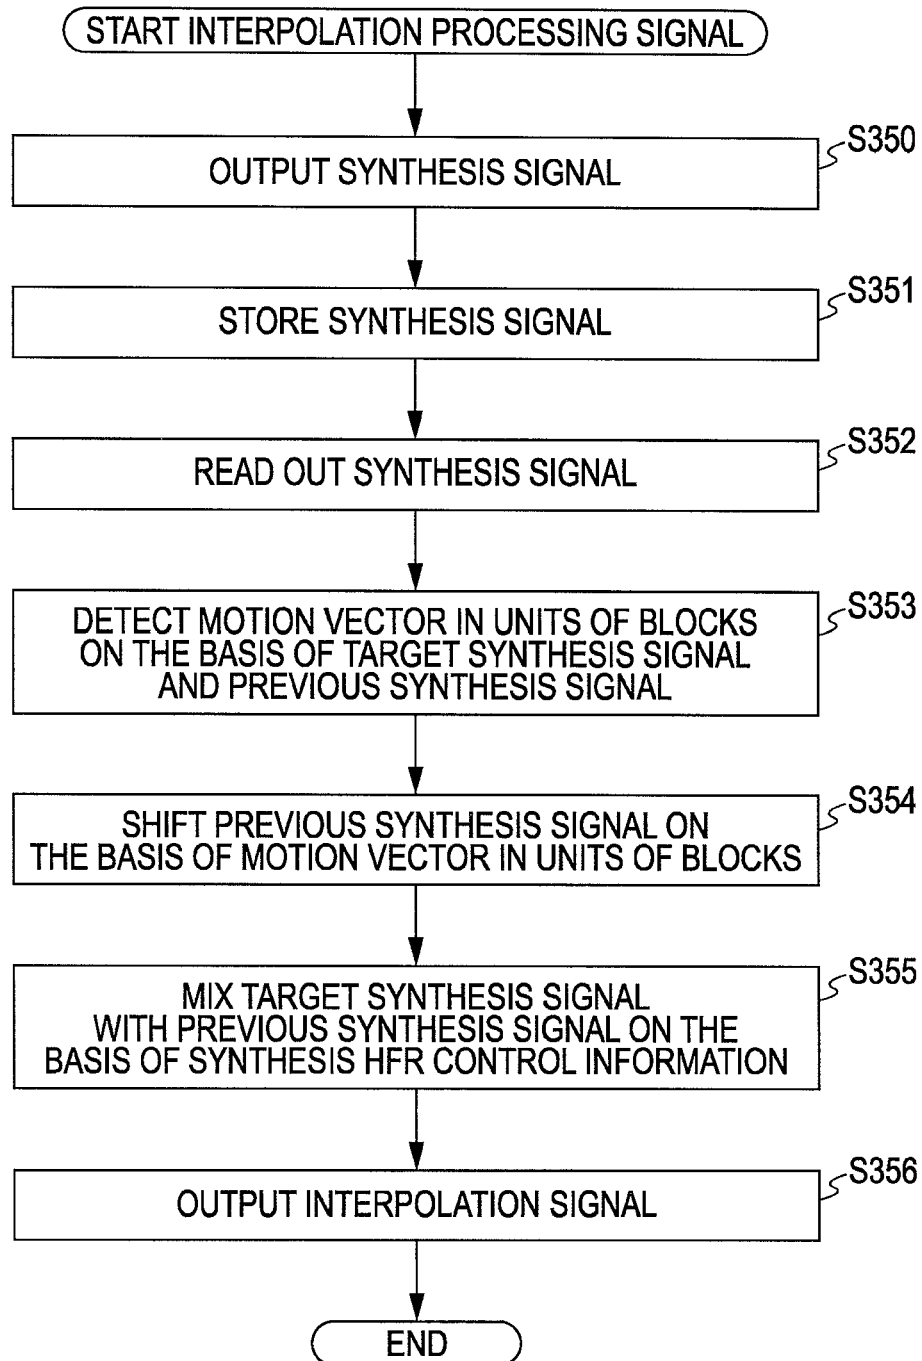 START INTERPOLATION PROCESSING SIGNAL
S350
OUTPUT SYNTHESIS SIGNAL
S351
STORE SYNTHESIS SIGNAL
S352
READ OUT SYNTHESIS SIGNAL
S353
DETECT MOTION VECTOR IN UNITS OF BLOCKS
ON THE BASIS OF TARGET SYNTHESIS SIGNAL
AND PREVIOUS SYNTHESIS SIGNAL
S354
SHIFT PREVIOUS SYNTHESIS SIGNAL ON
THE BASIS OF MOTION VECTOR IN UNITS OF BLOCKS
S355
MIX TARGET SYNTHESIS SIGNAL
WITH PREVIOUS SYNTHESIS SIGNAL ON THE
BASIS OF SYNTHESIS HFR CONTROL INFORMATION
S356
OUTPUT INTERPOLATION SIGNAL
END